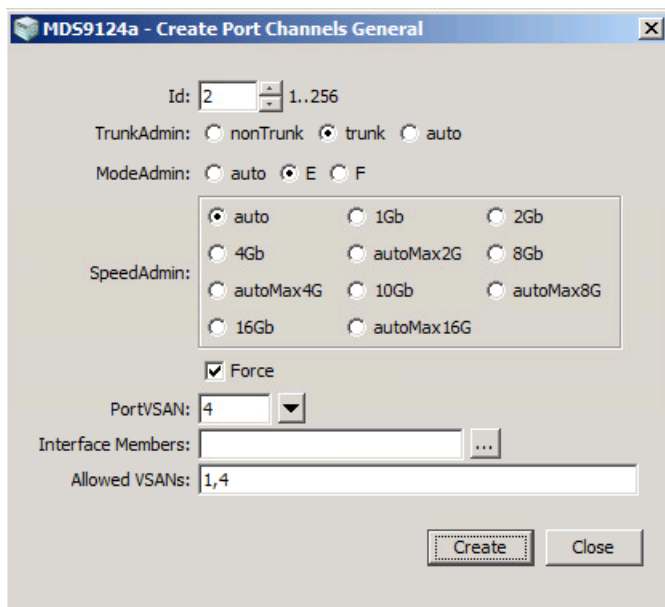 MDS9124a - Create Port Channels General
Id: 2 1..256
TrunkAdmin: nonTrunk trunk auto
ModeAdmin: auto E F
SpeedAdmin:
auto 1Gb 2Gb
4Gb autoMax2G 8Gb
autoMax4G 10Gb autoMax8G
16Gb autoMax16G
Force
PortVSAN: 4
Interface Members: ...
Allowed VSANs: 1,4
Create Close